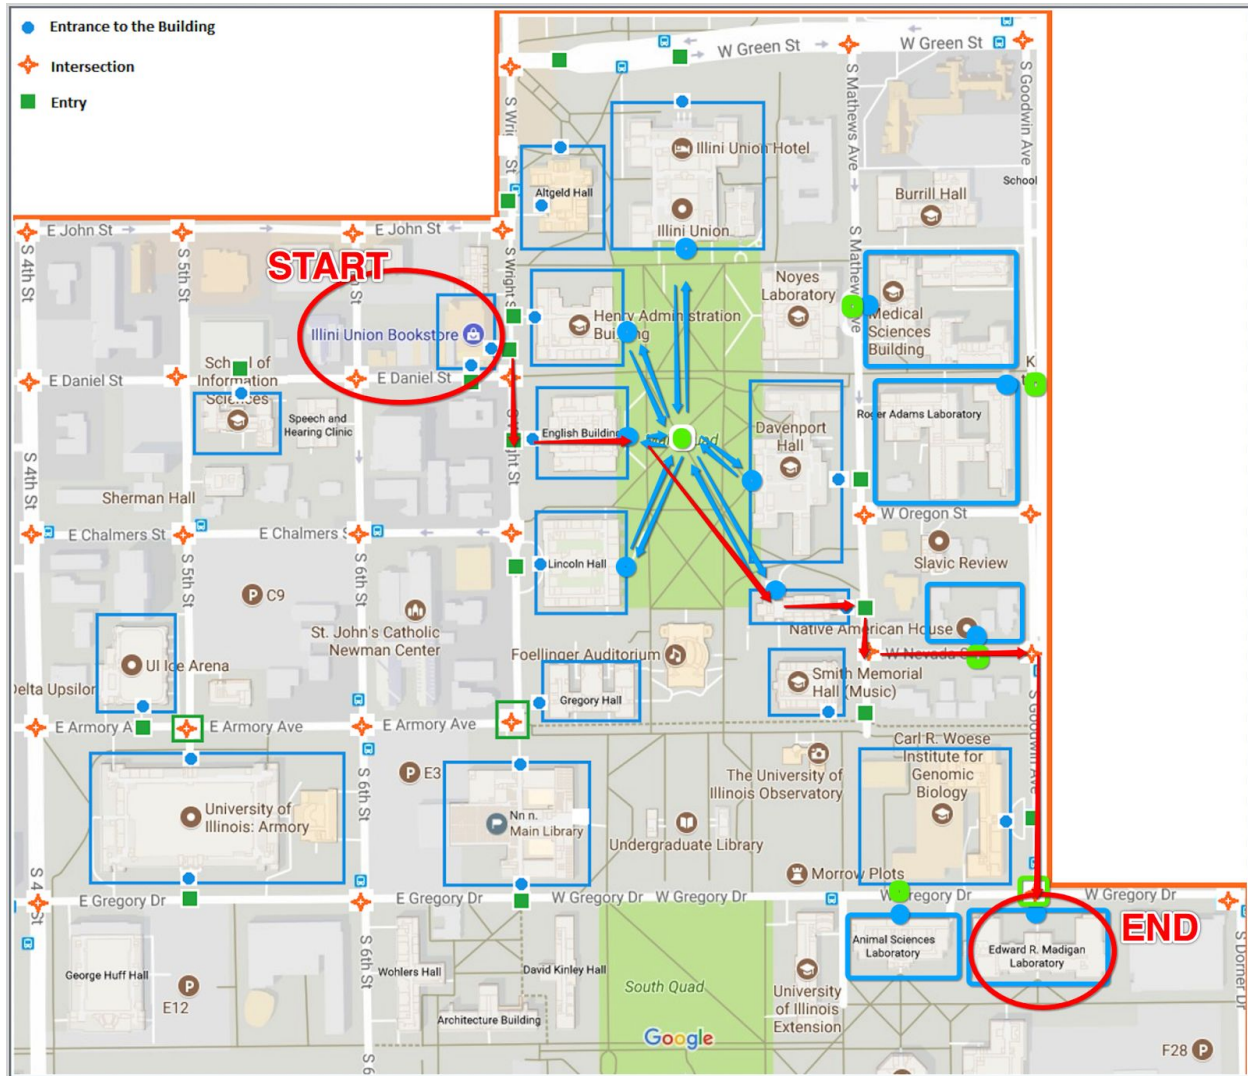 Entrance to the Building
Intersection
Entry
W Green St
W Green St
S Mathews Ave
S Goodwin Ave
Illini Union Hotel
Altgeld Hall
School
Burrill Hall
Illini Union
E John St
E John St
S 4th St
S 5th St
START
S Wright S
S Mathew
Noyes
Laboratory
Medical
Sciences
Building
Illini Union Bookstore
Henry Administration
Building
E Daniel St
E Daniel St
School of
Information
Sciences
Speech and
Hearing Clinic
English Building
Davenport
Hall
Roger Adams Laboratory
Sherman Hall
S 4th St
E Chalmers St
E Chalmers S
W Oregon St
Slavic Review
S 5th St
S 6th St
C9
Lincoln Hall
St. John's Catholic
Newman Center
Native American House
Foellinger Auditorium
W Nevada
UI Ice Arena
Delta Upsilon
Gregory Hall
Smith Memorial
Hall (Music)
S Goodwin Ave
E Armory A
E Armory Ave
E Armory Ave
Carl R. Woese
Institute for
Genomic
Biology
E3
S 6th St
The University of
Illinois Observatory
University of
Illinois: Armory
Nn n.
Main Library
Undergraduate Library
Morrow Plots
S 4
St
E Gregory Dr
E Gregory Dr
W Gregory Dr
W Gregory Dr
W Gregory Dr
W Gregory Dr
END
Animal Sciences
Laboratory
Edward R. Madigan
Laboratory
George Huff Hall
Wohlers Hall
David Kinley Hall
S 6th St
S Dorner Dr
E12
South Quad
University
of Illinois
Extension
Architecture Building
Google
F28
S 6